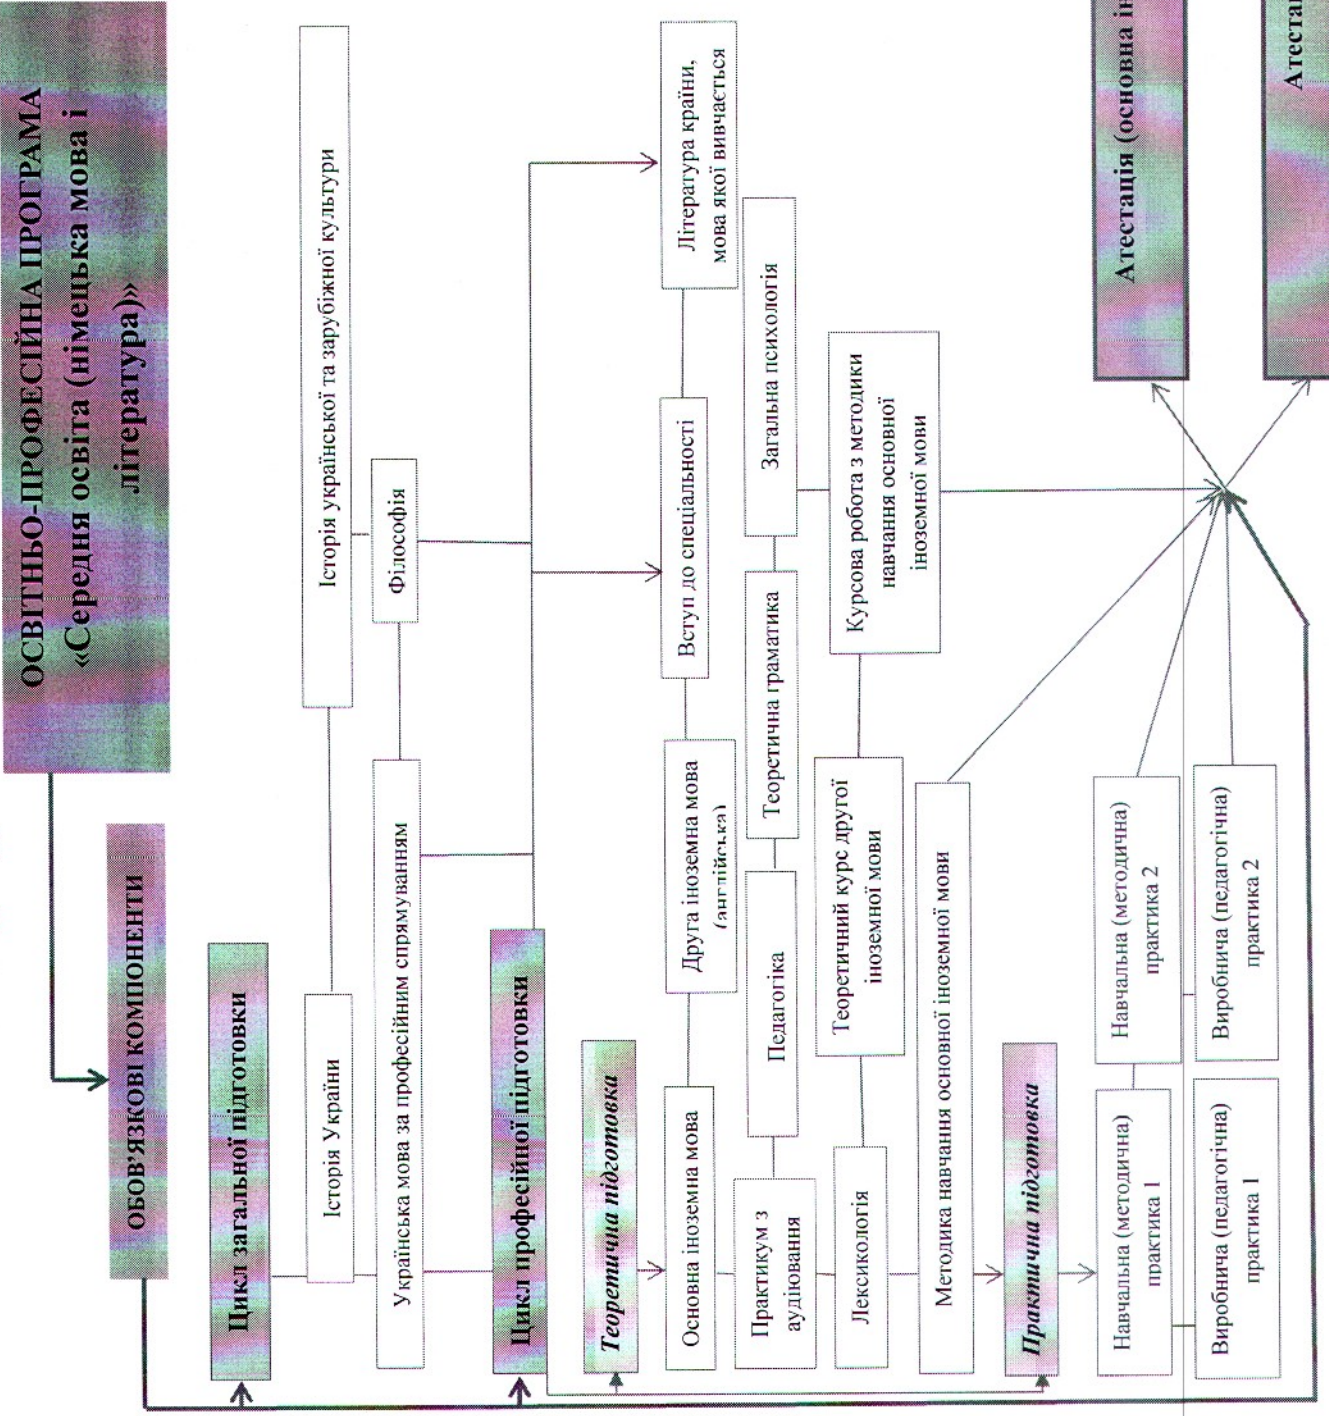 ОСВІТНЬО-ПРОФЕСІЙНА ПРОГРАМА
«Середня освіта (німецька мова і
література)»
ОБОВ’ЯЗКОВІ КОМПОНЕНТИ
Цикл загальної підготовки
Історія України
Історія української та зарубіжної культури
Українська мова за професійним спрямуванням
Філософія
Цикл професійної підготовки
Теоретична підготовка
Основна іноземна мова
Друга іноземна мова
(англійська)
Вступ до спеціальності
Література країни,
мова якої вивчається
Практикум з
аудіювання
Педагогіка
Теоретична граматика
Загальна психологія
Лексикологія
Теоретичний курс другої
іноземної мови
Курсова робота з методики
навчання основної
іноземної мови
Методика навчання основної іноземної мови
Практична підготовка
Навчальна (методична)
практика 1
Навчальна (методична)
практика 2
Виробнича (педагогічна)
практика 1
Виробнича (педагогічна)
практика 2
Атестація (основна ін
Атестац